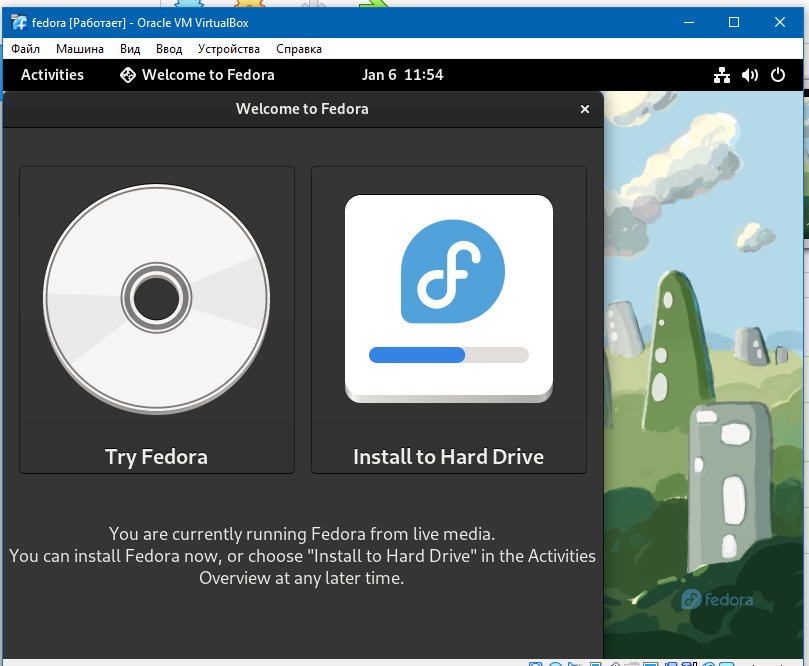 fedora [Работает] - Oracle VM VirtualBox
Файл Машина Вид Ввод Устройства Справка
Activities Welcome to Fedora Jan 6 11:54
Welcome to Fedora
Try Fedora
Install to Hard Drive
You are currently running Fedora from live media.
You can install Fedora now, or choose "Install to Hard Drive" in the Activities
Overview at any later time.
fedora